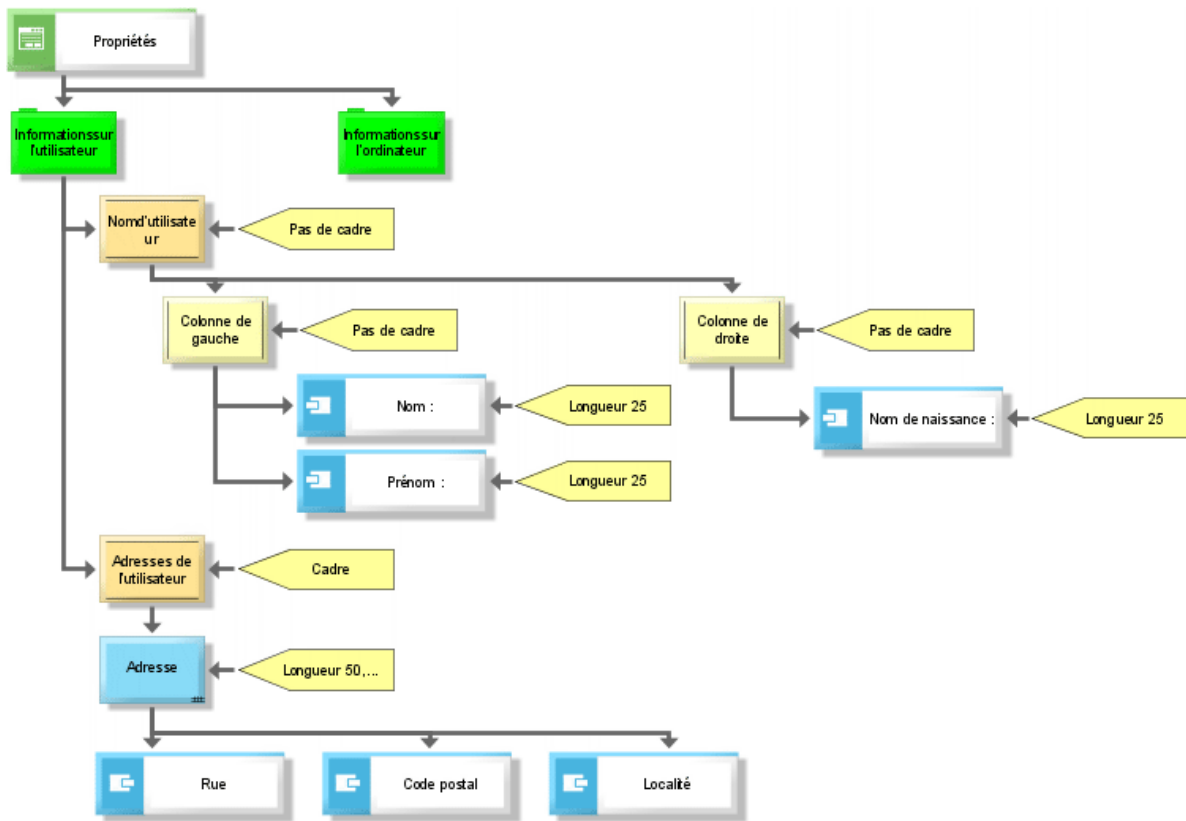 Propriétés
Informationssur
l'utilisateur
Informationssur
l'ordinateur
Nomd'utilisate
ur
Pas de cadre
Colonne de
gauche
Pas de cadre
Colonne de
droite
Pas de cadre
Nom :
Longueur 25
Nom de naissance :
Longueur 25
Prénom :
Longueur 25
Adresses de
l'utilisateur
Cadre
Adresse
Longueur 50,...
Rue
Code postal
Localité